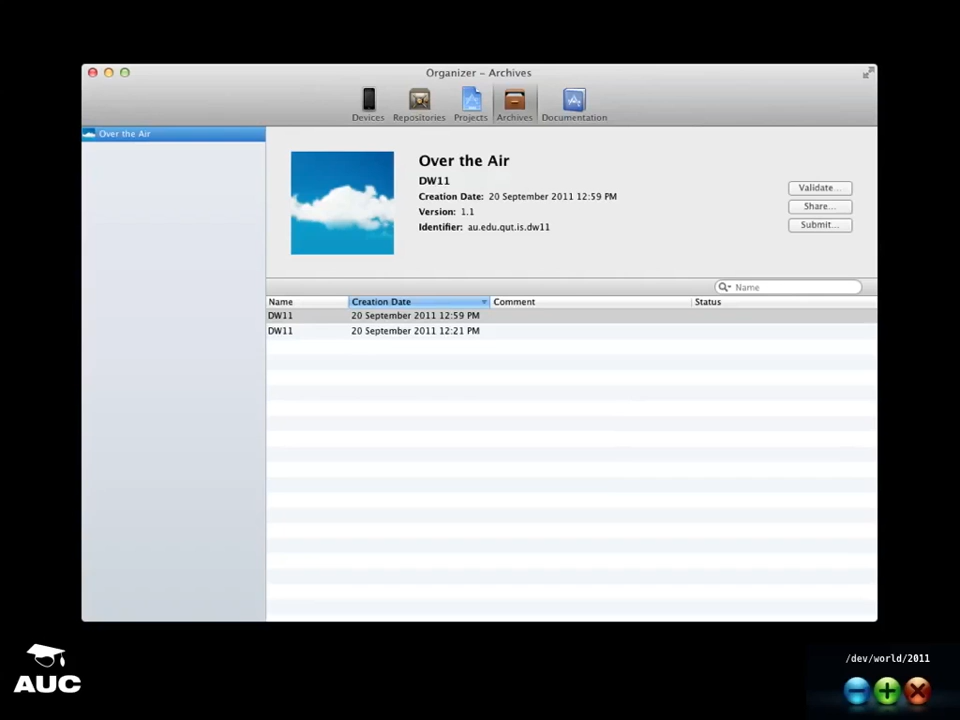 Organizer – Archives
Devices Repositories Projects Archives Documentation
Over the Air
Over the Air
DW11
Creation Date: 20 September 2011 12:59 PM
Version: 1.1
Identifier: au.edu.qut.is.dw11
Validate...
Share...
Submit...
Name
Name Creation Date Comment Status
DW11 20 September 2011 12:59 PM
DW11 20 September 2011 12:21 PM
AUC
/dev/world/2011